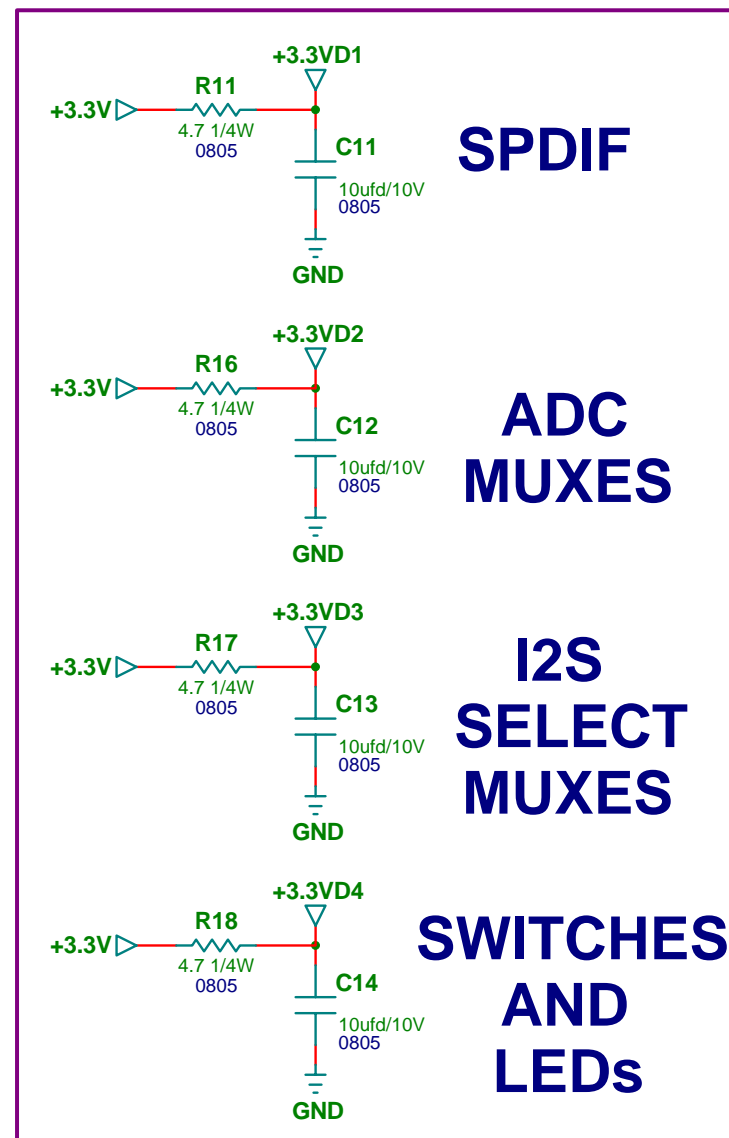 +3.3VD1
R11
+3.3V
4.7 1/4W
0805
C11
10ufd/10V
0805
GND
SPDIF
+3.3VD2
R16
+3.3V
4.7 1/4W
0805
C12
10ufd/10V
0805
GND
ADC
MUXES
+3.3VD3
R17
+3.3V
4.7 1/4W
0805
C13
10ufd/10V
0805
GND
I2S
SELECT
MUXES
+3.3VD4
R18
+3.3V
4.7 1/4W
0805
C14
10ufd/10V
0805
GND
SWITCHES
AND
LEDs